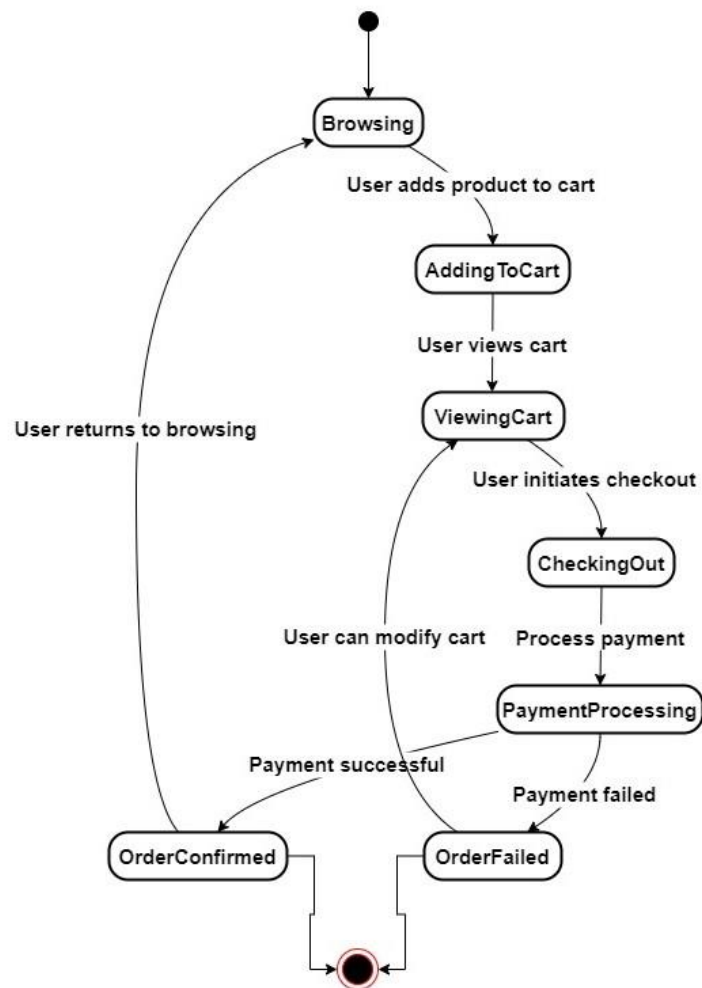 Browsing
User adds product to cart
AddingToCart
User views cart
ViewingCart
User returns to browsing
User initiates checkout
CheckingOut
User can modify cart
Process payment
PaymentProcessing
Payment successful
Payment failed
OrderConfirmed
OrderFailed